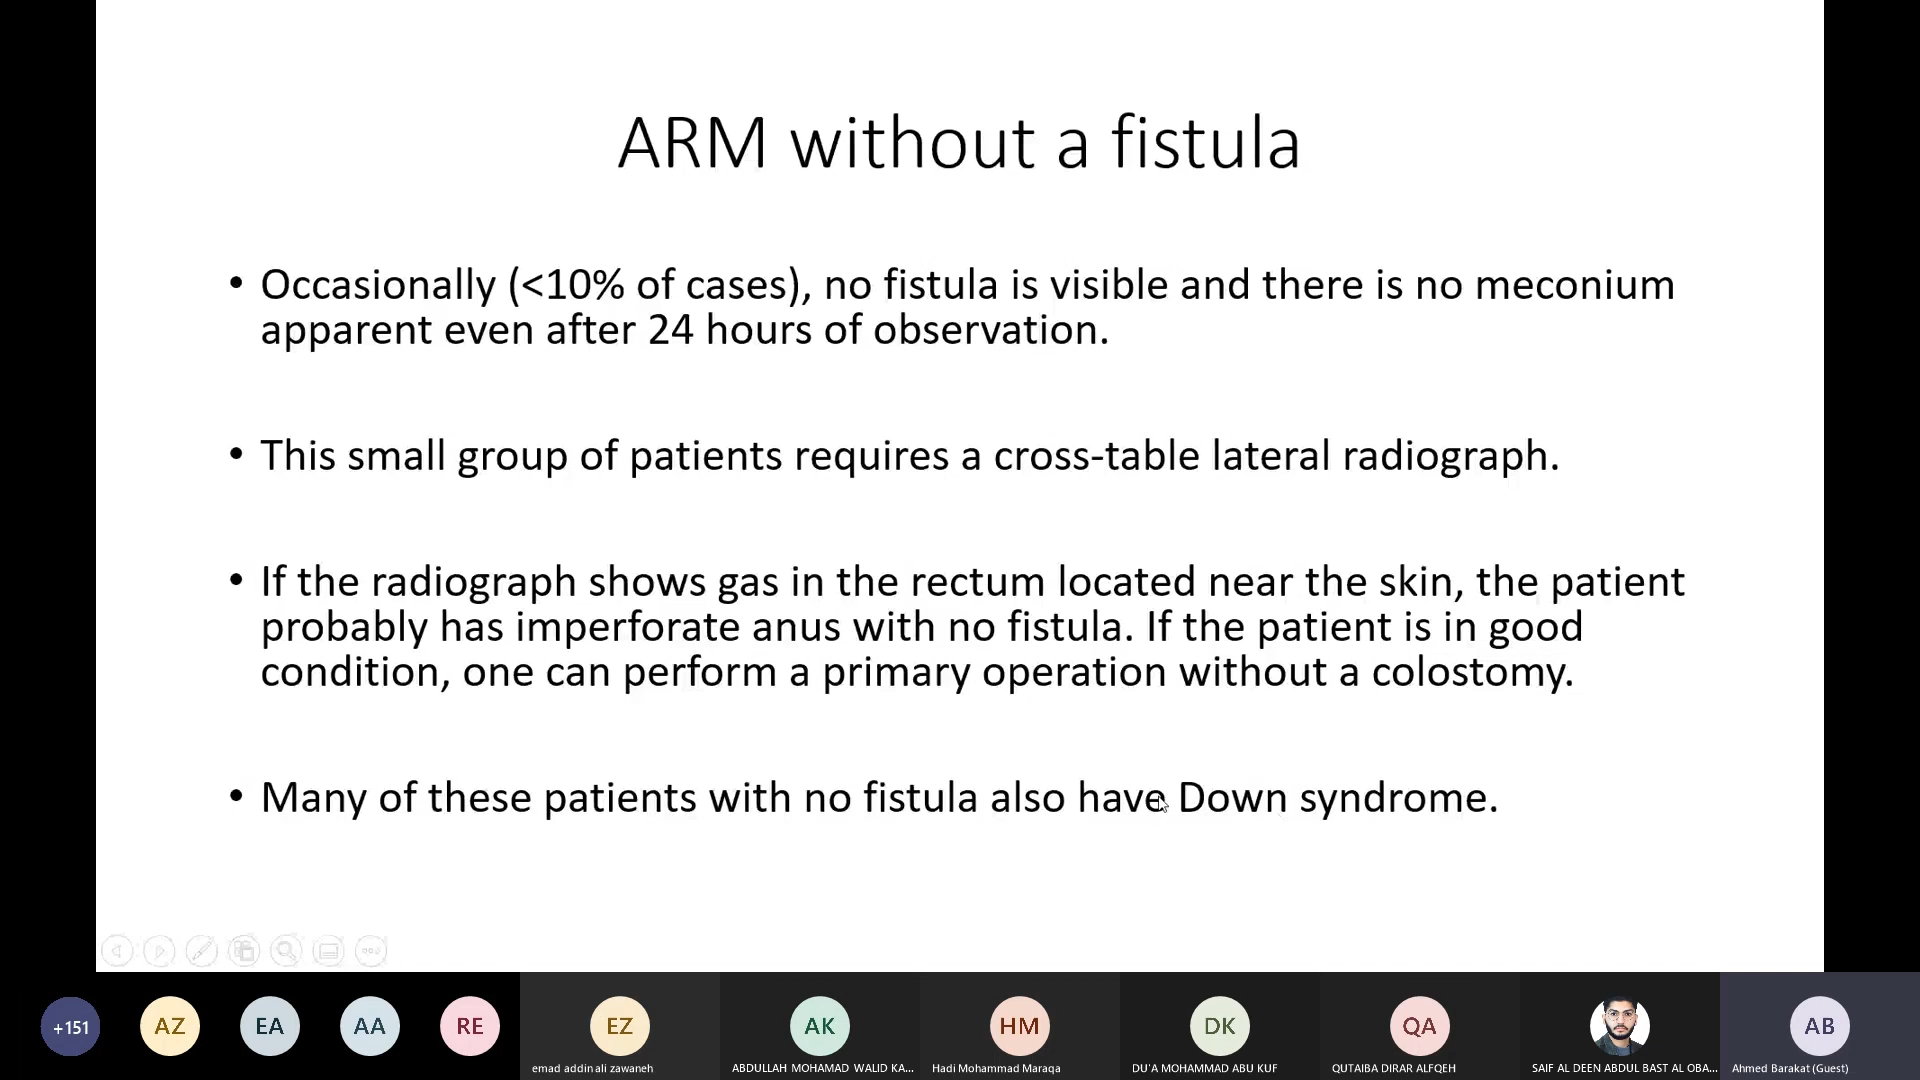 ARM without a fistula
• Occasionally (<10% of cases), no fistula is visible and there is no meconium
apparent even after 24 hours of observation.
• This small group of patients requires a cross-table lateral radiograph.
• If the radiograph shows gas in the rectum located near the skin, the patient
probably has imperforate anus with no fistula. If the patient is in good
condition, one can perform a primary operation without a colostomy.
• Many of these patients with no fistula also have Down syndrome.
+151
AZ
EA
AA
RE
EZ
AK
HM
DK
QA
AB
emad addin ali zawaneh
ABDULLAH MOHAMAD WALID KA...
Hadi Mohammad Maraqa
DU'A MOHAMMAD ABU KUF
QUTAIBA DIRAR ALFQEH
SAIF AL DEEN ABDUL BAST AL OBA...
Ahmed Barakat (Guest)